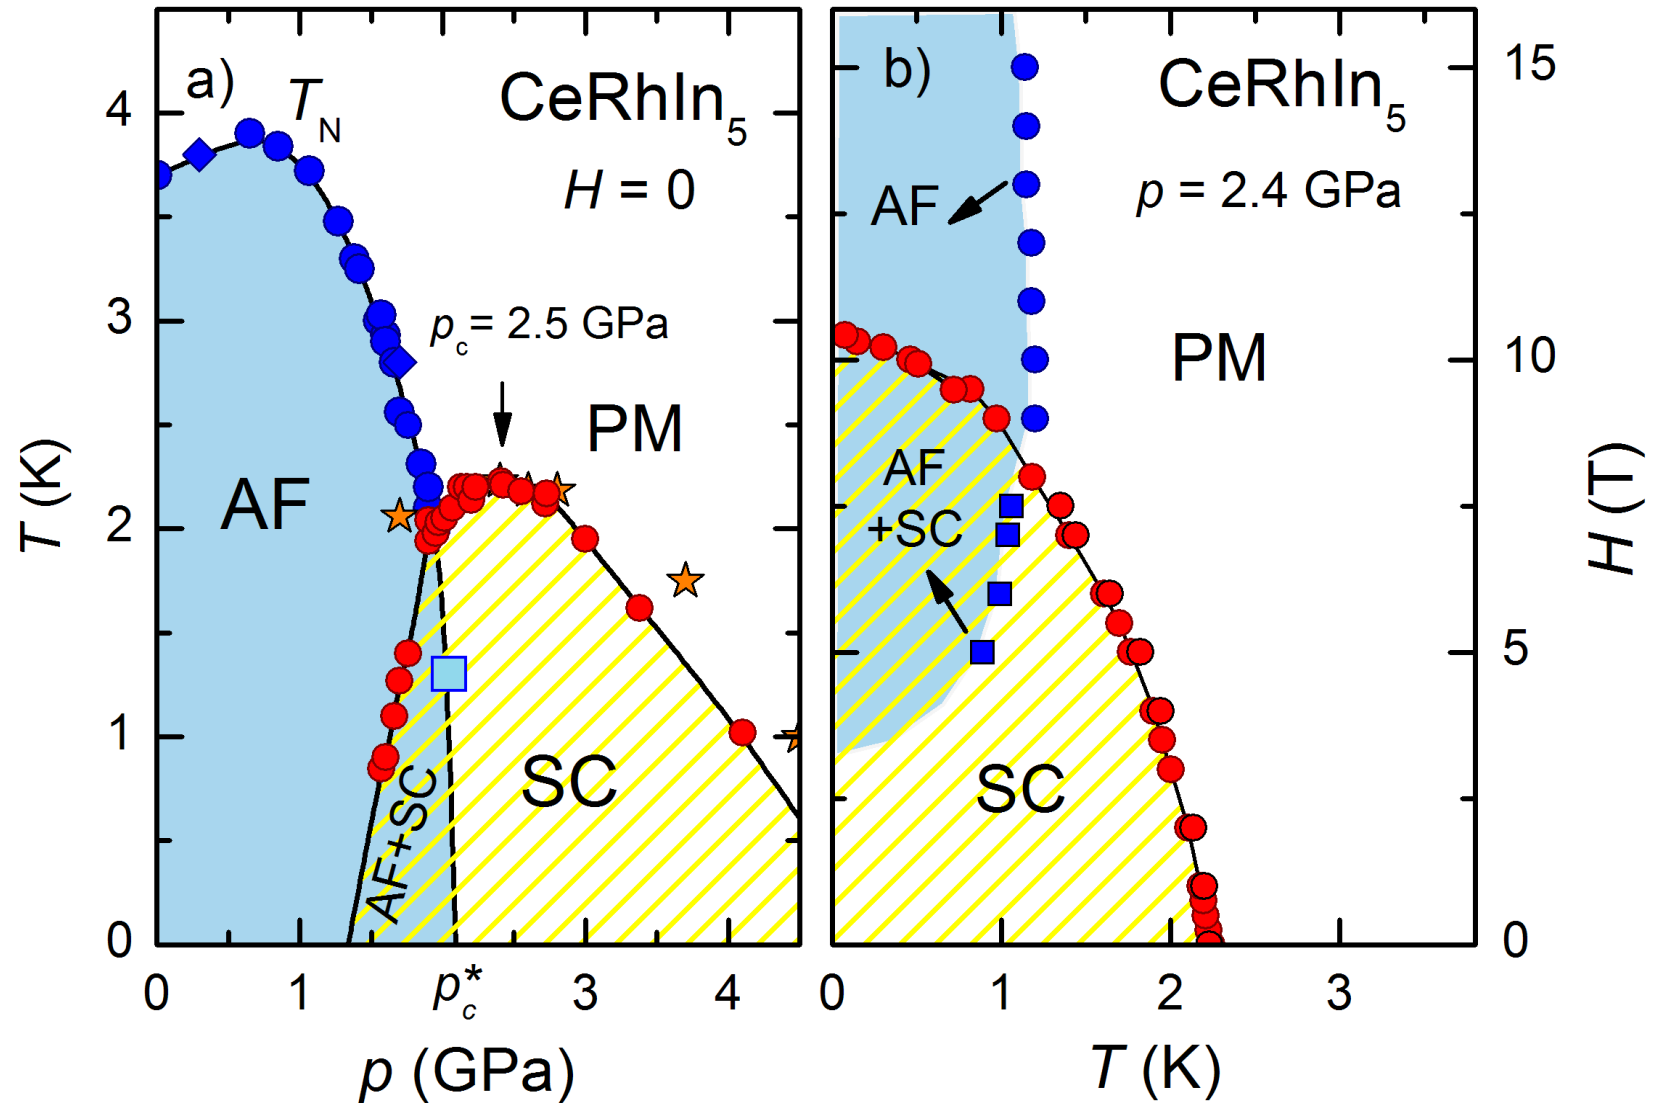 a)
T_N
CeRhIn_5
H = 0
p_c = 2.5 GPa
PM
AF
SC
AF+SC
T (K)
4
3
2
1
0
0 1 p_c^* 3 4
p (GPa)
b)
CeRhIn_5
p = 2.4 GPa
AF
PM
AF
+SC
SC
15
10
5
0
H (T)
0 1 2 3
T (K)